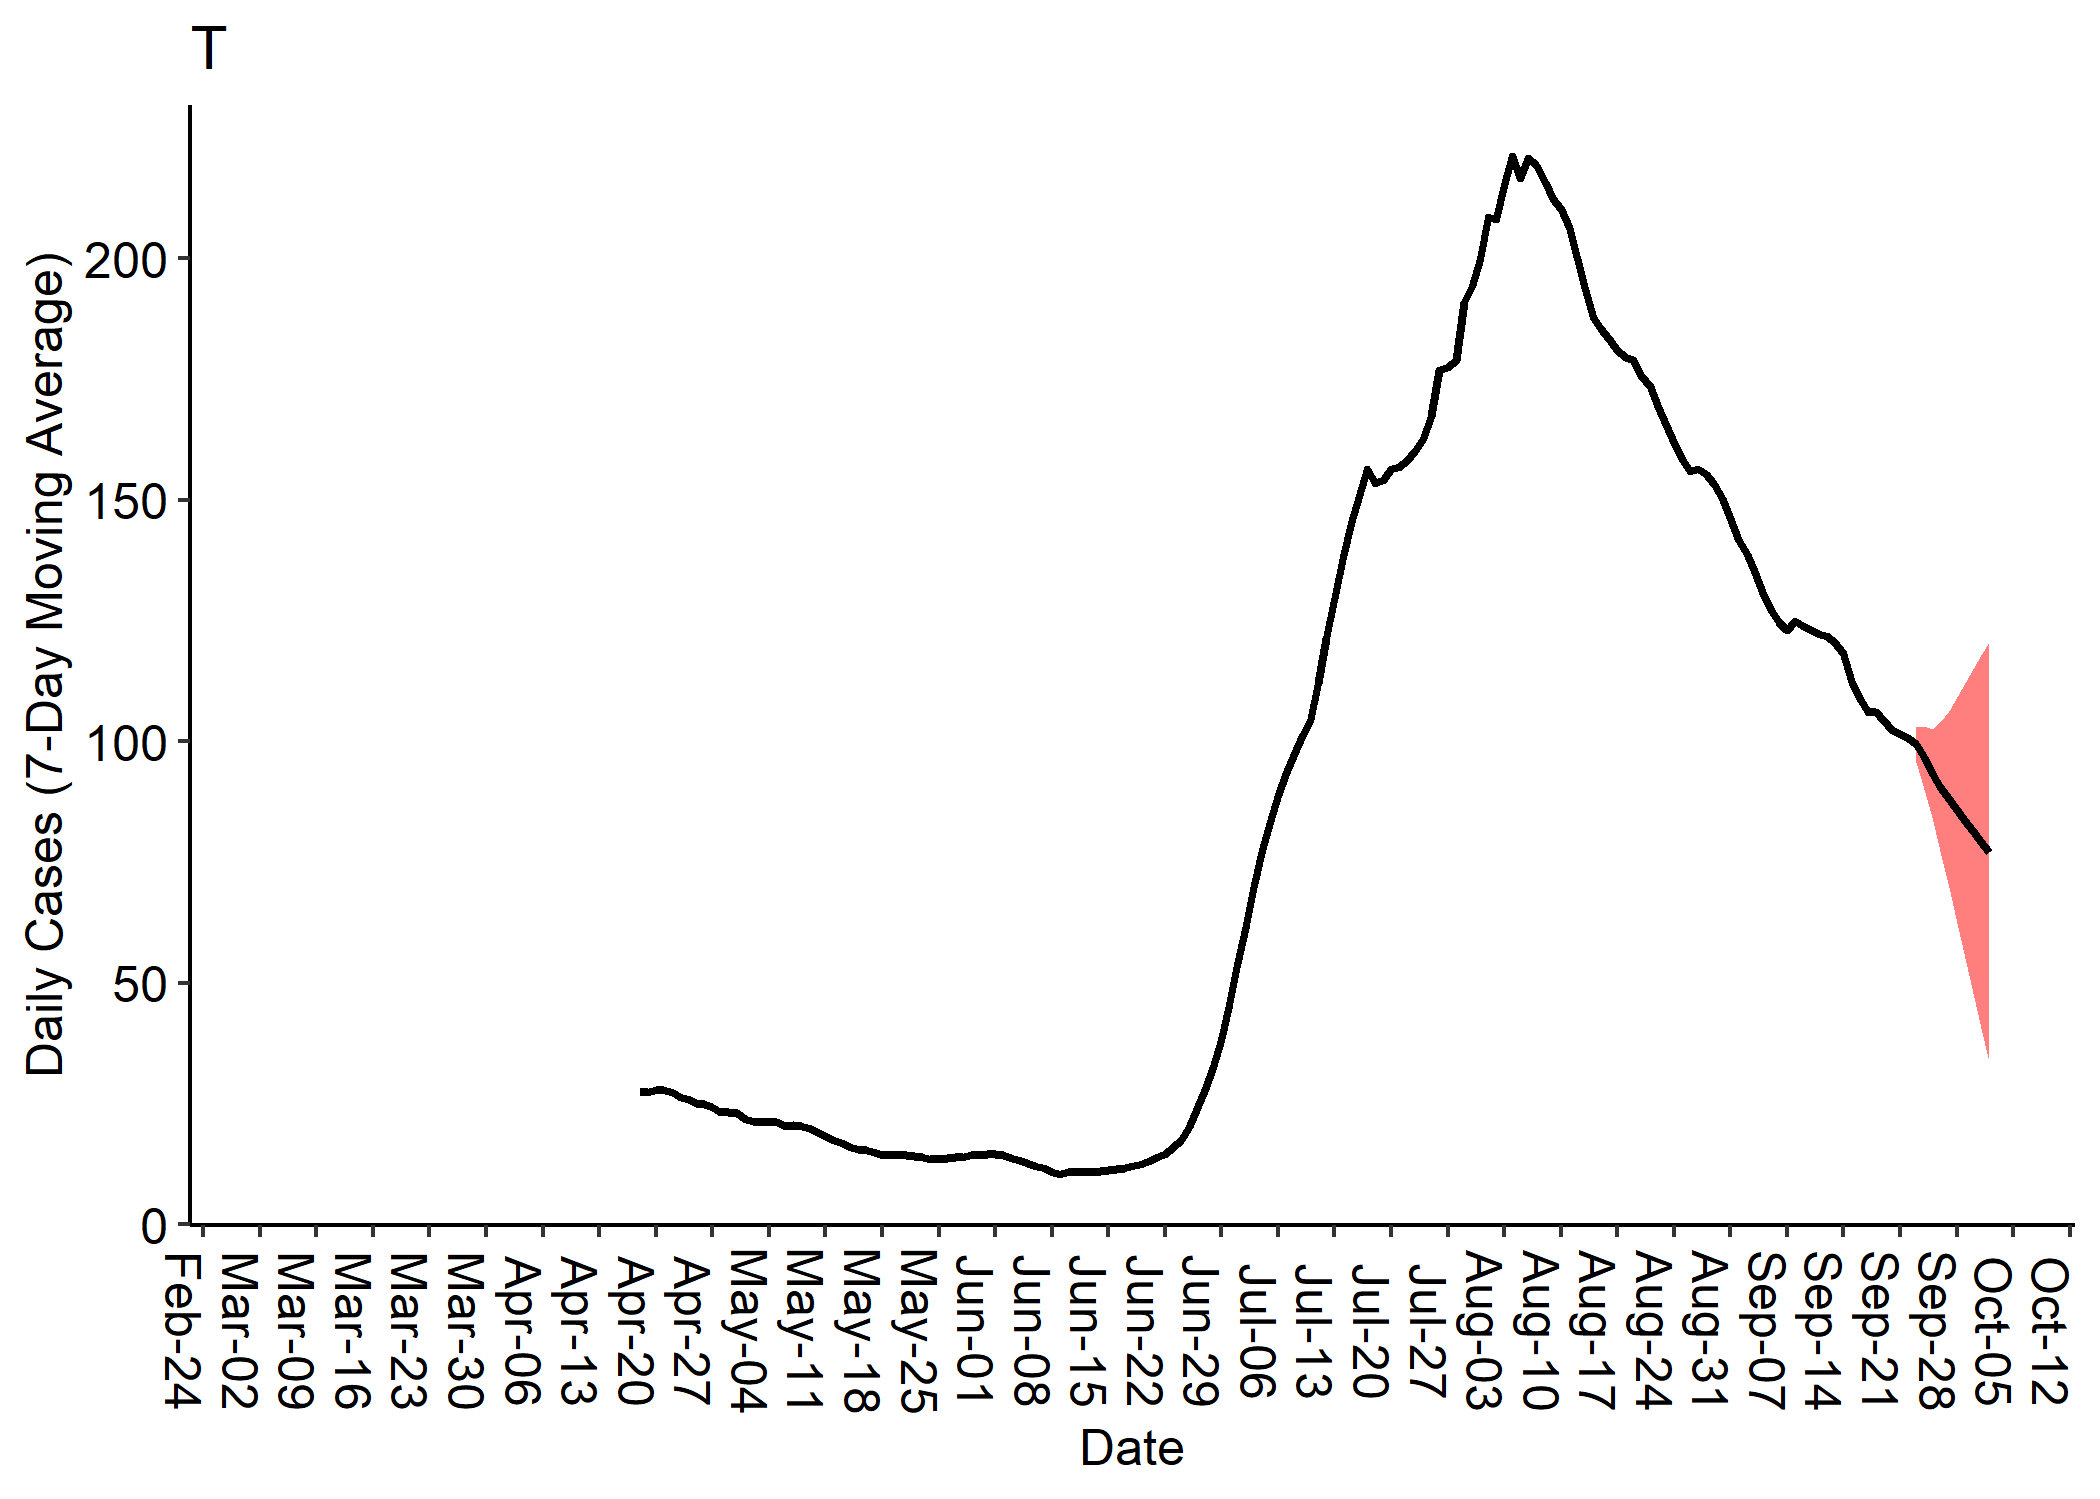 T
Daily Cases (7-Day Moving Average)
200
150
100
50
0
Feb-24
Mar-02
Mar-09
Mar-16
Mar-23
Mar-30
Apr-06
Apr-13
Apr-20
Apr-27
May-04
May-11
May-18
May-25
Jun-01
Jun-08
Jun-15
Jun-22
Jun-29
Jul-06
Jul-13
Jul-20
Jul-27
Aug-03
Aug-10
Aug-17
Aug-24
Aug-31
Sep-07
Sep-14
Sep-21
Sep-28
Oct-05
Oct-12
Date